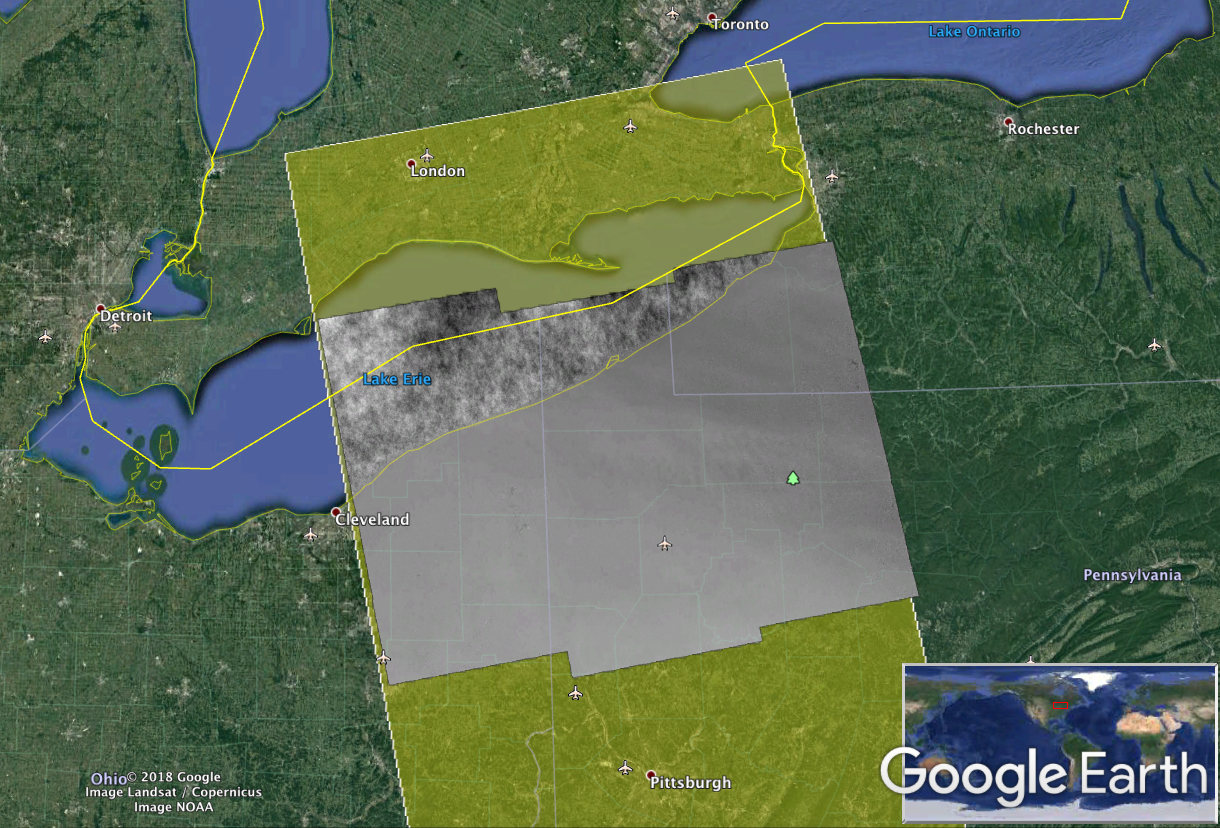 Toronto
Lake Ontario
Rochester
London
Detroit
Lake Erie
Cleveland
Pennsylvania
Ohio
© 2018 Google
Image Landsat / Copernicus
Image NOAA
Pittsburgh
Google Earth